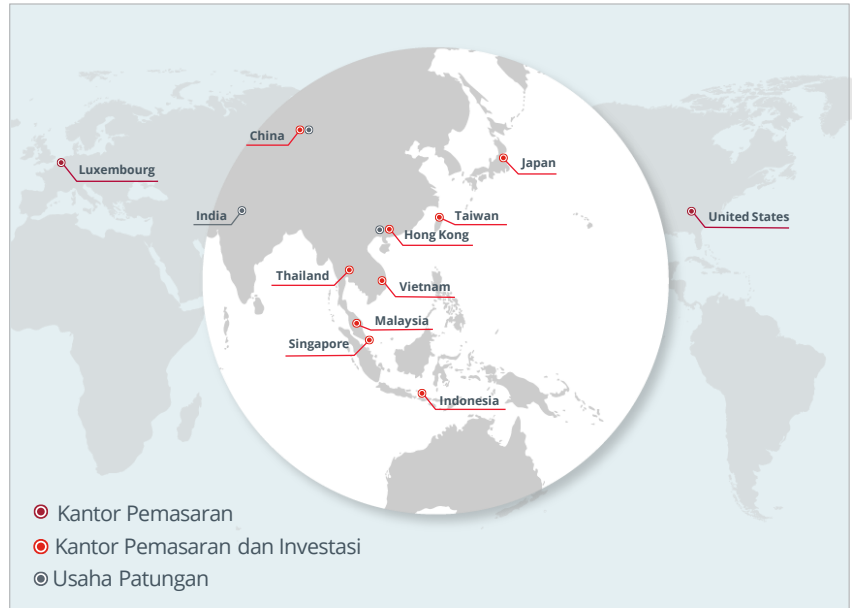 China
Japan
Luxembourg
India
Taiwan
United States
Hong Kong
Thailand
Vietnam
Malaysia
Singapore
Indonesia
Kantor Pemasaran
Kantor Pemasaran dan Investasi
Usaha Patungan